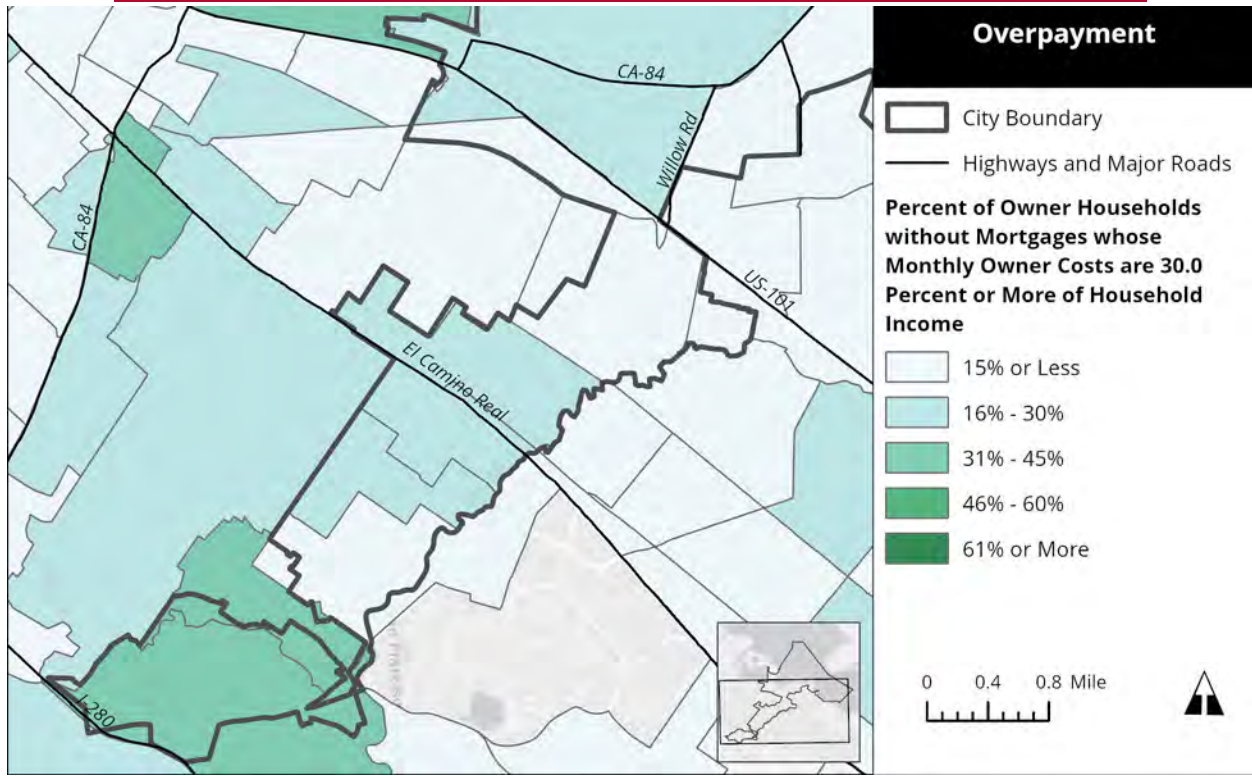 Overpayment
City Boundary
Highways and Major Roads
Percent of Owner Households
without Mortgages whose
Monthly Owner Costs are 30.0
Percent or More of Household
Income
15% or Less
16% - 30%
31% - 45%
46% - 60%
61% or More
0 0.4 0.8 Mile
CA-84
Willow Rd
CA-84
US-101
El Camino Real
I-280